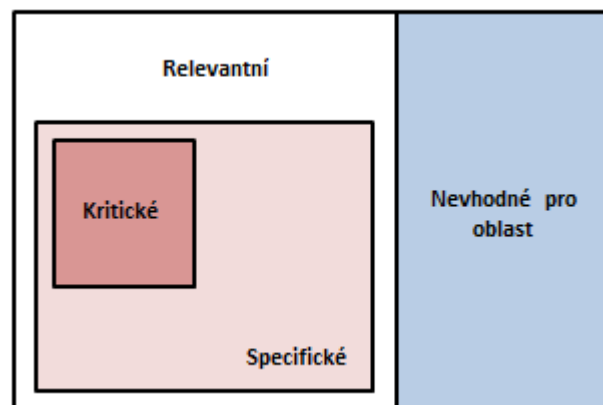 Relevantní
Kritické
Nevhodné pro
oblast
Specifické